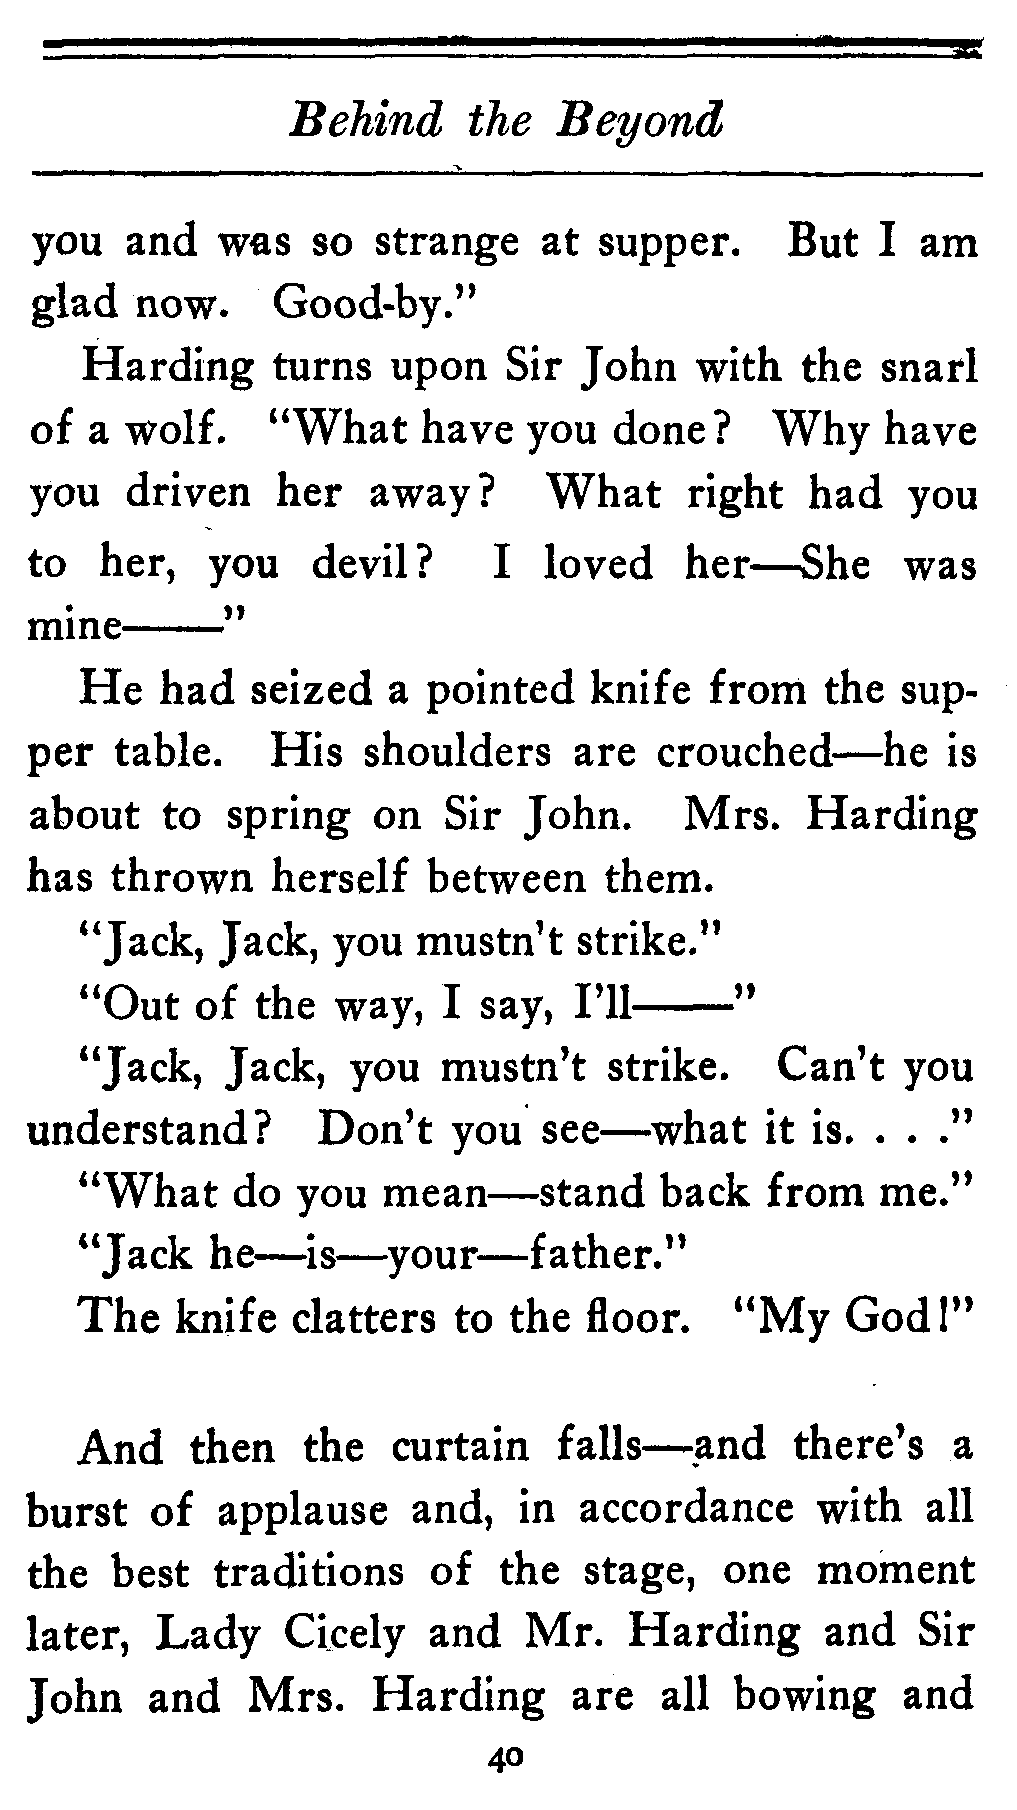 Behind the Beyond
you and was so strange at supper. But I am
glad now. Good-by."
Harding turns upon Sir John with the snarl
of a wolf. "What have you done? Why have
you driven her away? What right had you
to her, you devil? I loved her—She was
mine——"
He had seized a pointed knife from the sup-
per table. His shoulders are crouched—he is
about to spring on Sir John. Mrs. Harding
has thrown herself between them.
"Jack, Jack, you mustn't strike."
"Out of the way, I say, I'll——"
"Jack, Jack, you mustn't strike. Can't you
understand? Don't you see—what it is. . . ."
"What do you mean—stand back from me."
"Jack he—is—your—father."
The knife clatters to the floor. "My God!"
And then the curtain falls—and there's a
burst of applause and, in accordance with all
the best traditions of the stage, one moment
later, Lady Cicely and Mr. Harding and Sir
John and Mrs. Harding are all bowing and
40